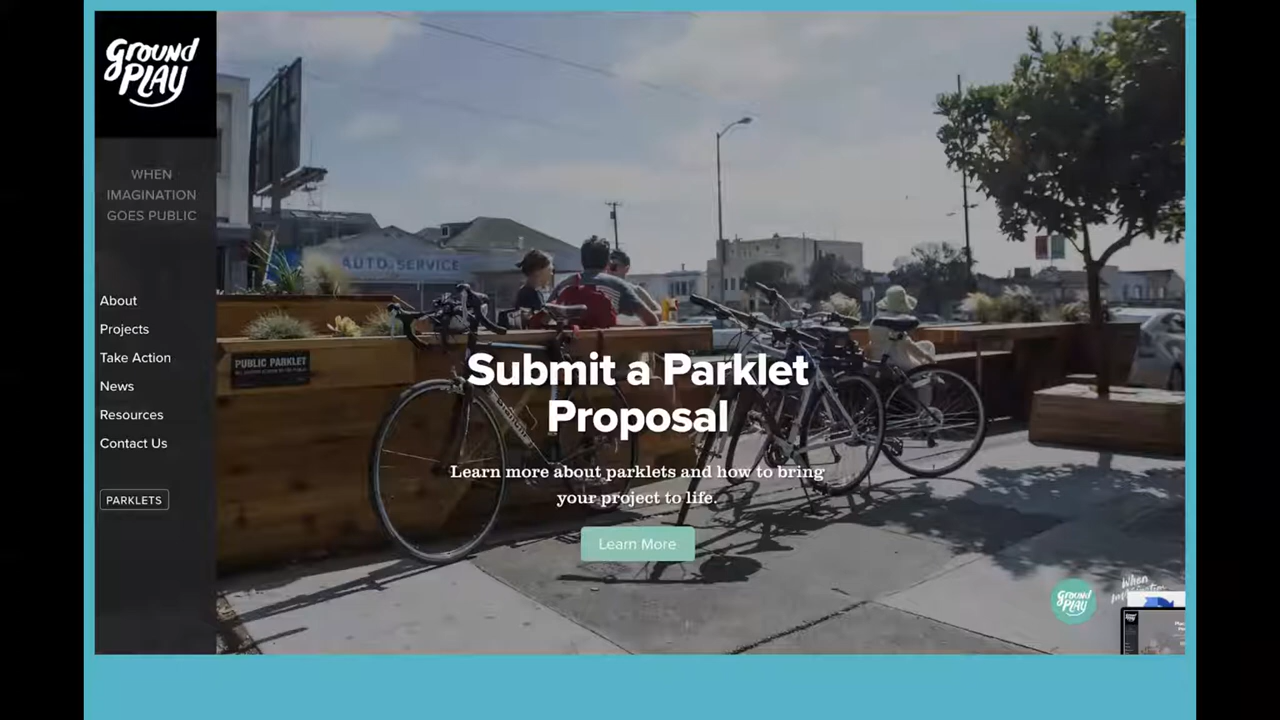 GROUND
PLAY
WHEN
IMAGINATION
GOES PUBLIC
About
Projects
Take Action
News
Resources
Contact Us
PARKLETS
AUTO SERVICE
PUBLIC PARKLET
Submit a Parklet
Proposal
Learn more about parklets and how to bring
your project to life.
Learn More
GROUND
PLAY
When